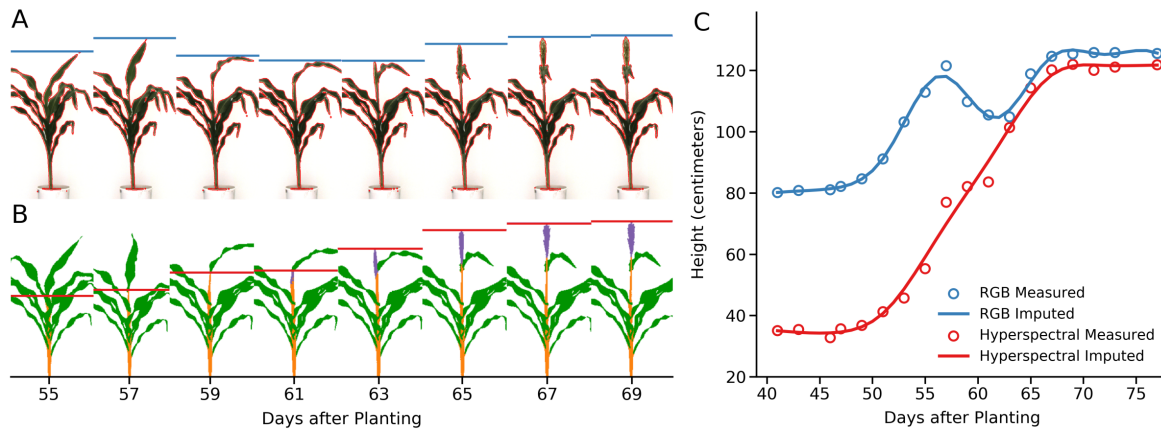 A
B
55 57 59 61 63 65 67 69
Days after Planting
C
Height (centimeters)
120
100
80
60
40
20
RGB Measured
RGB Imputed
Hyperspectral Measured
Hyperspectral Imputed
40 45 50 55 60 65 70 75
Days after Planting